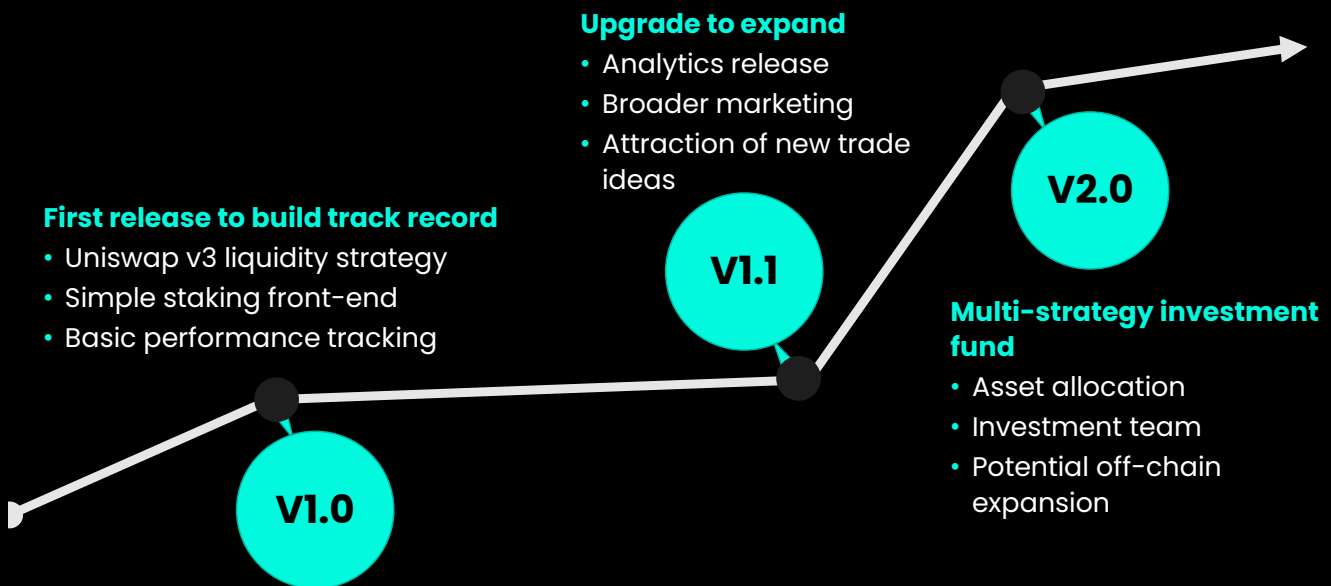 First release to build track record
• Uniswap v3 liquidity strategy
• Simple staking front-end
• Basic performance tracking
V1.0
Upgrade to expand
• Analytics release
• Broader marketing
• Attraction of new trade
ideas
V1.1
V2.0
Multi-strategy investment
fund
• Asset allocation
• Investment team
• Potential off-chain
expansion